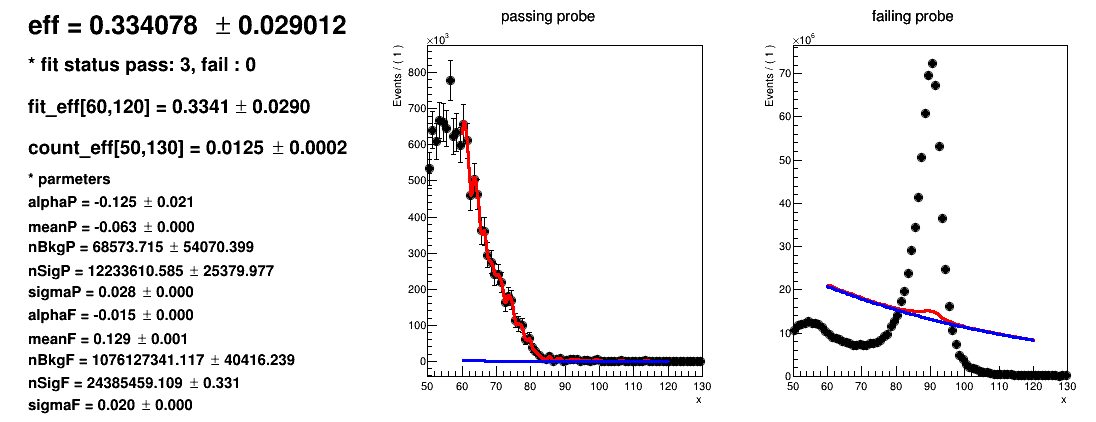 eff = 0.334078 ± 0.029012
* fit status pass: 3, fail : 0
fit_eff[60,120] = 0.3341 ± 0.0290
count_eff[50,130] = 0.0125 ± 0.0002
* parmeters
alphaP = -0.125 ± 0.021
meanP = -0.063 ± 0.000
nBkgP = 68573.715 ± 54070.399
nSigP = 12233610.585 ± 25379.977
sigmaP = 0.028 ± 0.000
alphaF = -0.015 ± 0.000
meanF = 0.129 ± 0.001
nBkgF = 1076127341.117 ± 40416.239
nSigF = 24385459.109 ± 0.331
sigmaF = 0.020 ± 0.000
passing probe
×10³
Events / ( 1 )
800
700
600
500
400
300
200
100
0
50 60 70 80 90 100 110 120 130
x
failing probe
×10⁶
Events / ( 1 )
70
60
50
40
30
20
10
0
50 60 70 80 90 100 110 120 130
x